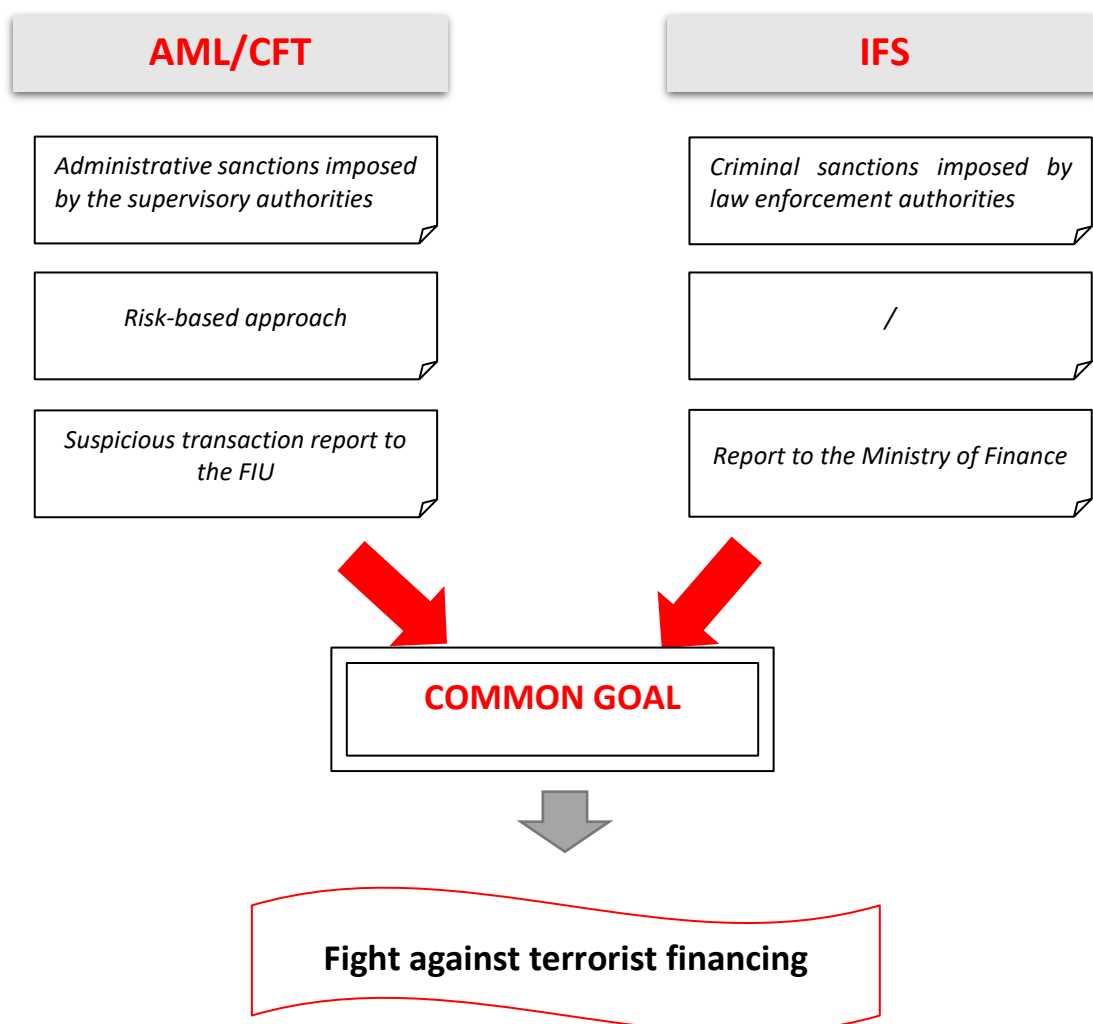 AML/CFT
IFS
Administrative sanctions imposed
by the supervisory authorities
Criminal sanctions imposed by
law enforcement authorities
Risk-based approach
/
Suspicious transaction report to
the FIU
Report to the Ministry of Finance
COMMON GOAL
Fight against terrorist financing